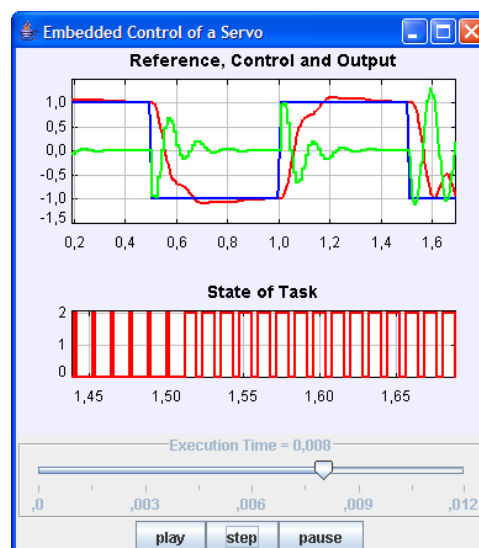 Embedded Control of a Servo
Reference, Control and Output
1,0
0,5
0,0
-0,5
-1,0
-1,5
0,2 0,4 0,6 0,8 1,0 1,2 1,4 1,6
State of Task
2
1
0
1,45 1,50 1,55 1,60 1,65
Execution Time = 0,008
,0 ,003 ,006 ,009 ,012
play step pause